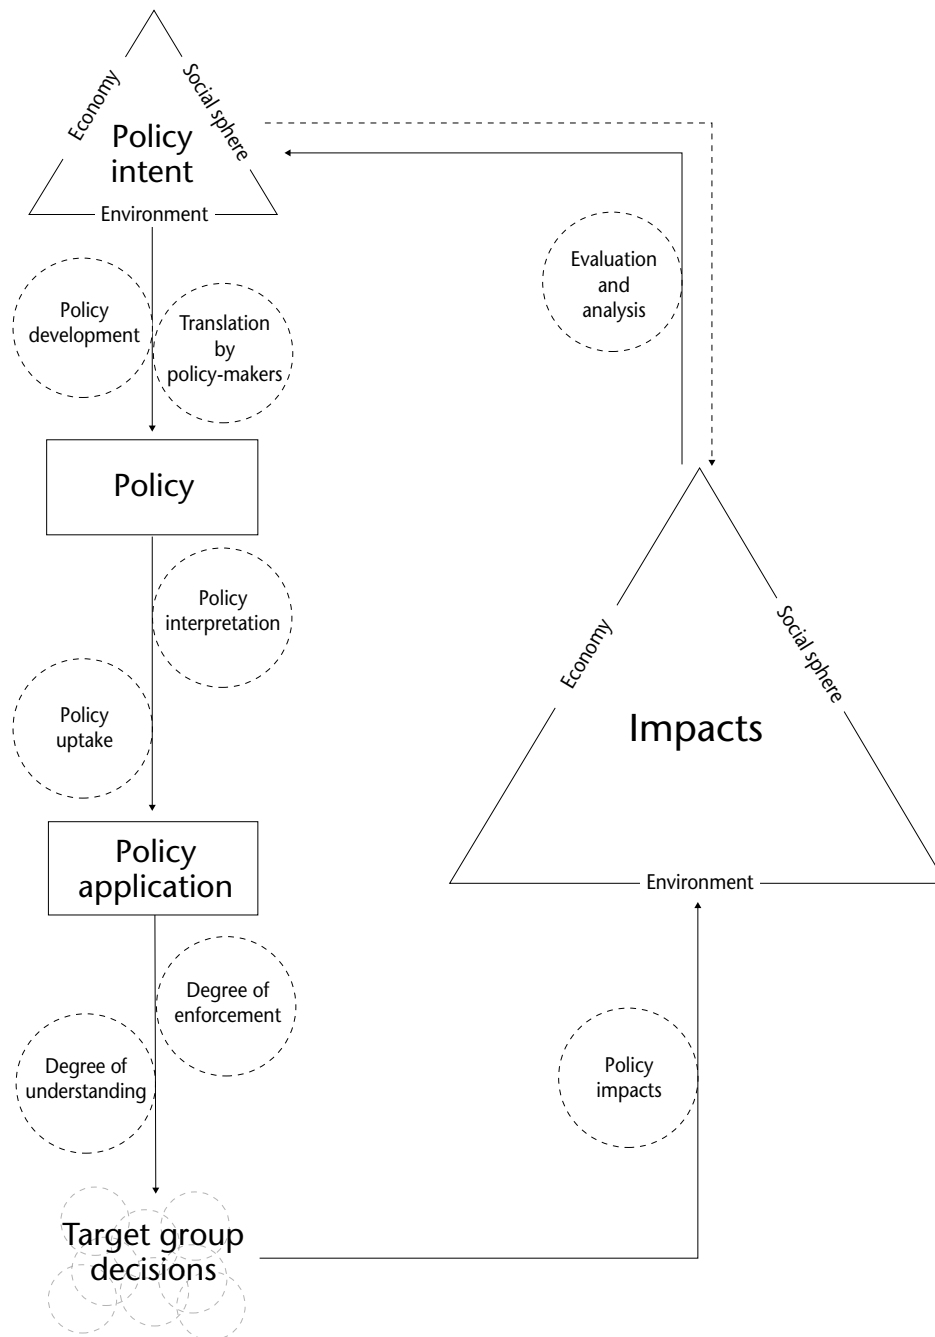 Economy
Social sphere
Policy
intent
Environment
Policy
development
Translation
by
policy-makers
Evaluation
and
analysis
Policy
Policy
interpretation
Policy
uptake
Economy
Social sphere
Impacts
Environment
Policy
application
Degree of
enforcement
Degree of
understanding
Policy
impacts
Target group
decisions